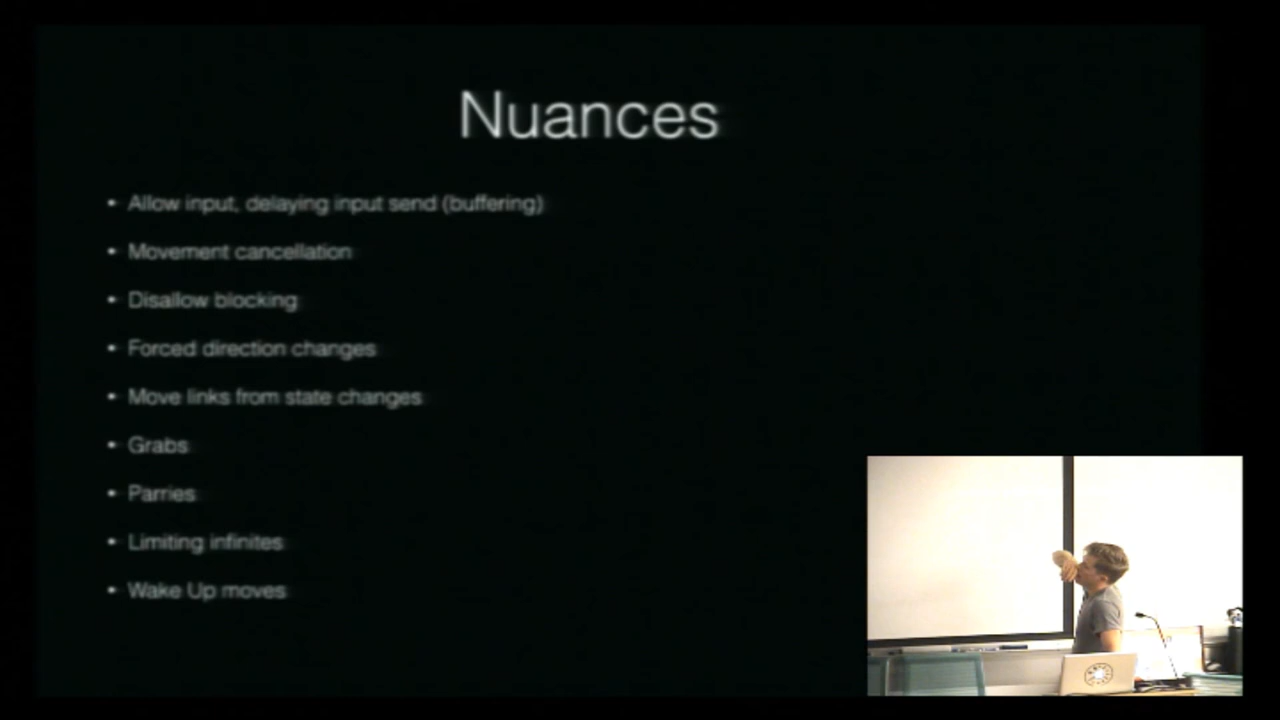 Nuances
• Allow input, delaying input send (buffering)
• Movement cancellation
• Disallow blocking
• Forced direction changes
• Move links from state changes
• Grabs
• Parries
• Limiting infinites
• Wake Up moves